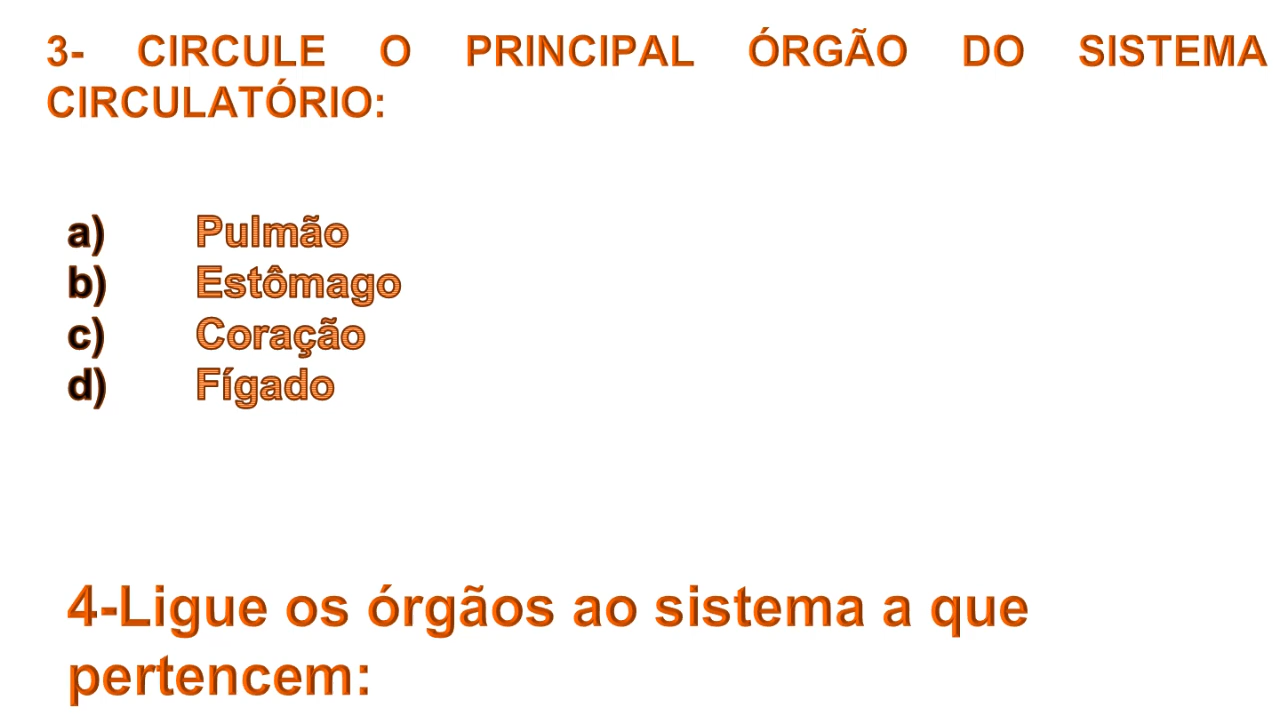 3- CIRCULE O PRINCIPAL ÓRGÃO DO SISTEMA
CIRCULATÓRIO:
a) Pulmão
b) Estômago
c) Coração
d) Fígado
4-Ligue os órgãos ao sistema a que
pertencem: